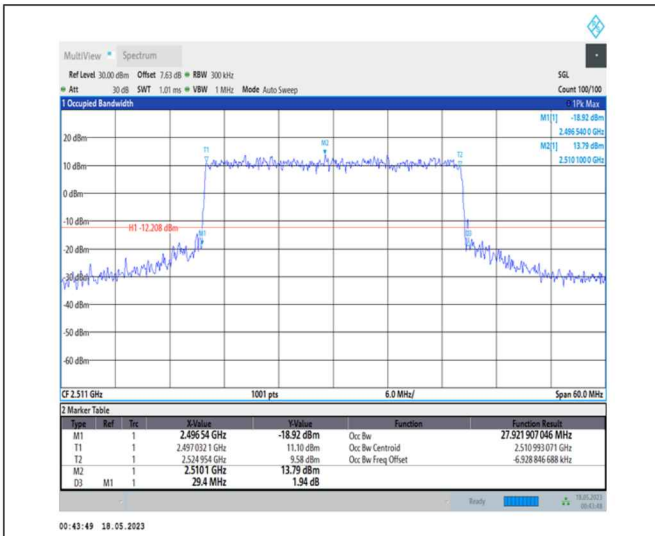 MultiView Spectrum
Ref Level 30.00 dBm Offset 7.63 dB RBW 300 kHz SGL
Att 30 dB SWT 1.01 ms VBW 1 MHz Mode Auto Sweep Count 100/100
1 Occupied Bandwidth 1Pk Max
M1[1] -18.92 dBm
2.496 540 0 GHz
M2[1] 13.79 dBm
2.510 100 0 GHz
20 dBm
T1 M2 T2
10 dBm
0 dBm
-10 dBm
H1 -12.208 dBm
M1 D3
-20 dBm
-30 dBm
-40 dBm
-50 dBm
-60 dBm
CF 2.511 GHz 1001 pts 6.0 MHz/ Span 60.0 MHz
2 Marker Table
Type Ref Trc X-Value Y-Value Function Function Result
M1 1 2.496 54 GHz -18.92 dBm Occ Bw 27.921 907 046 MHz
T1 1 2.497 032 1 GHz 11.10 dBm Occ Bw Centroid 2.510 993 071 GHz
T2 1 2.524 954 GHz 9.58 dBm Occ Bw Freq Offset -6.928 846 688 kHz
M2 1 2.510 1 GHz 13.79 dBm
D3 M1 1 29.4 MHz 1.94 dB
Ready 18.05.2023
00:43:48
00:43:49 18.05.2023